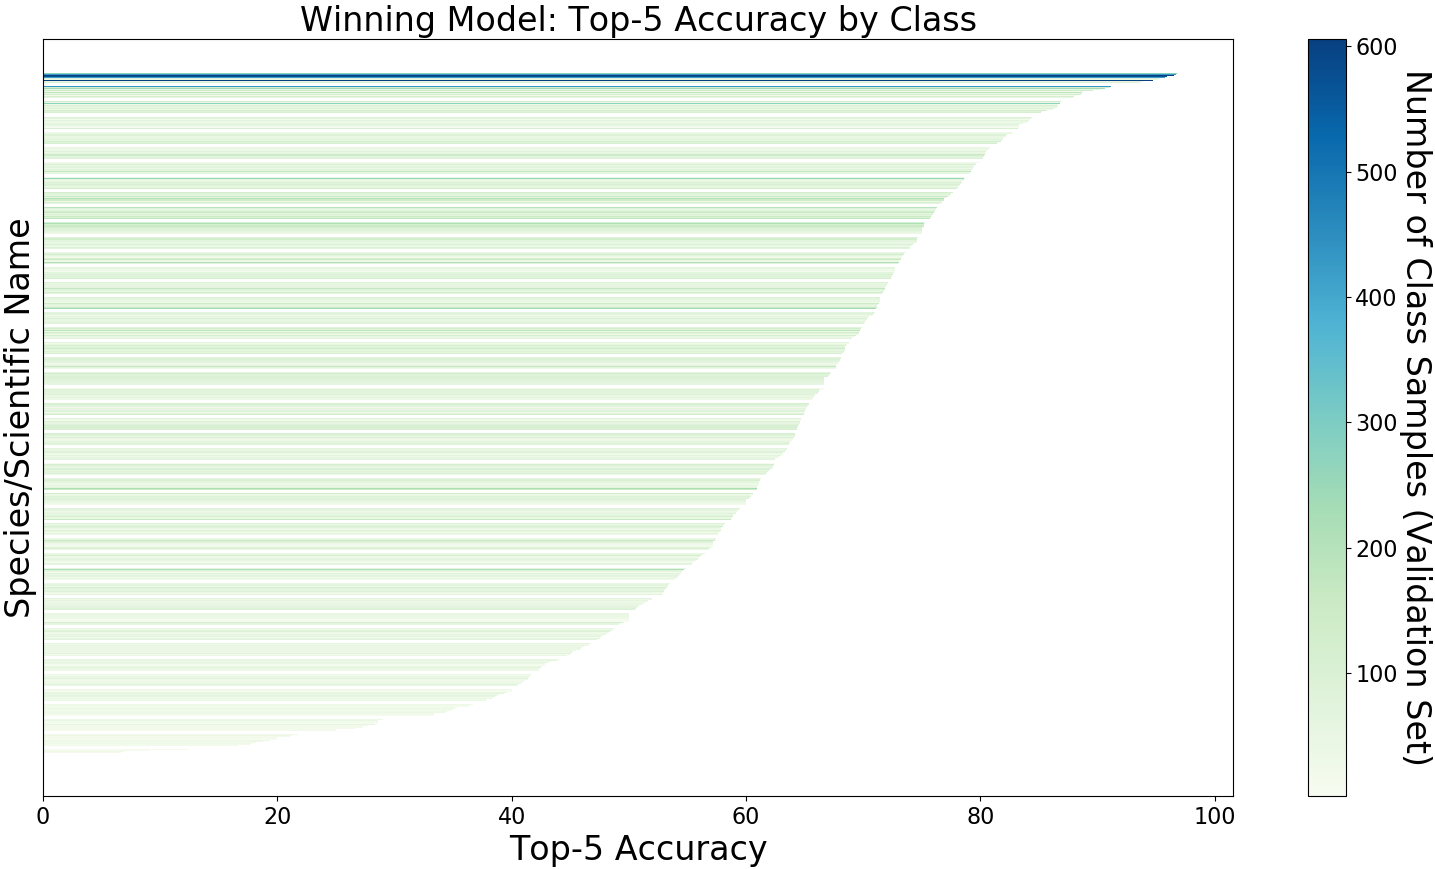 Winning Model: Top-5 Accuracy by Class
Species/Scientific Name
0 20 40 60 80 100
Top-5 Accuracy
600
500
400
300
200
100
Number of Class Samples (Validation Set)